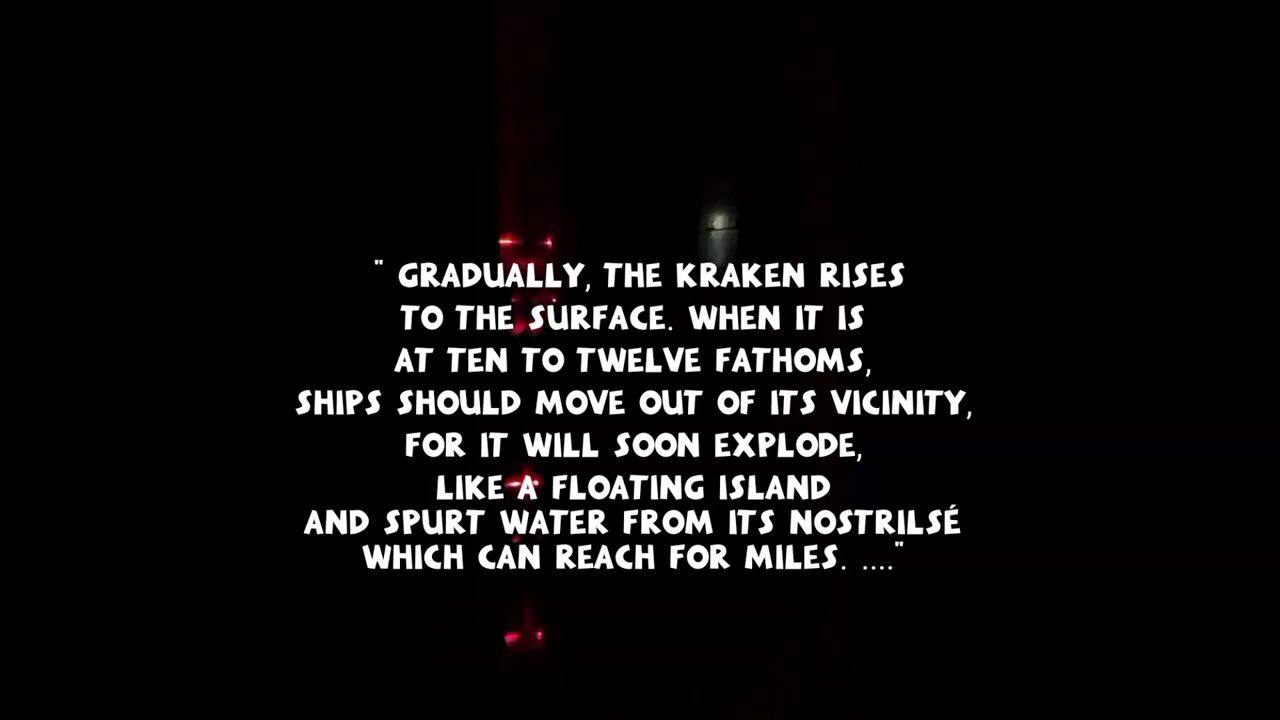 " GRADUALLY, THE KRAKEN RISES
TO THE SURFACE. WHEN IT IS
AT TEN TO TWELVE FATHOMS,
SHIPS SHOULD MOVE OUT OF ITS VICINITY,
FOR IT WILL SOON EXPLODE,
LIKE A FLOATING ISLAND
AND SPURT WATER FROM ITS NOSTRILSÉ
WHICH CAN REACH FOR MILES. ...."